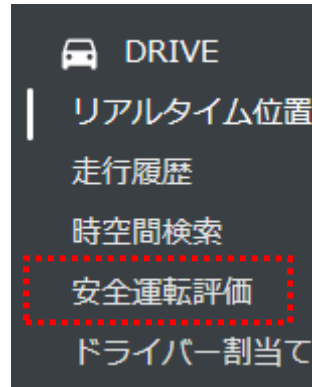 DRIVE
リアルタイム位置
走行履歴
時空間検索
安全運転評価
ドライバー割当て